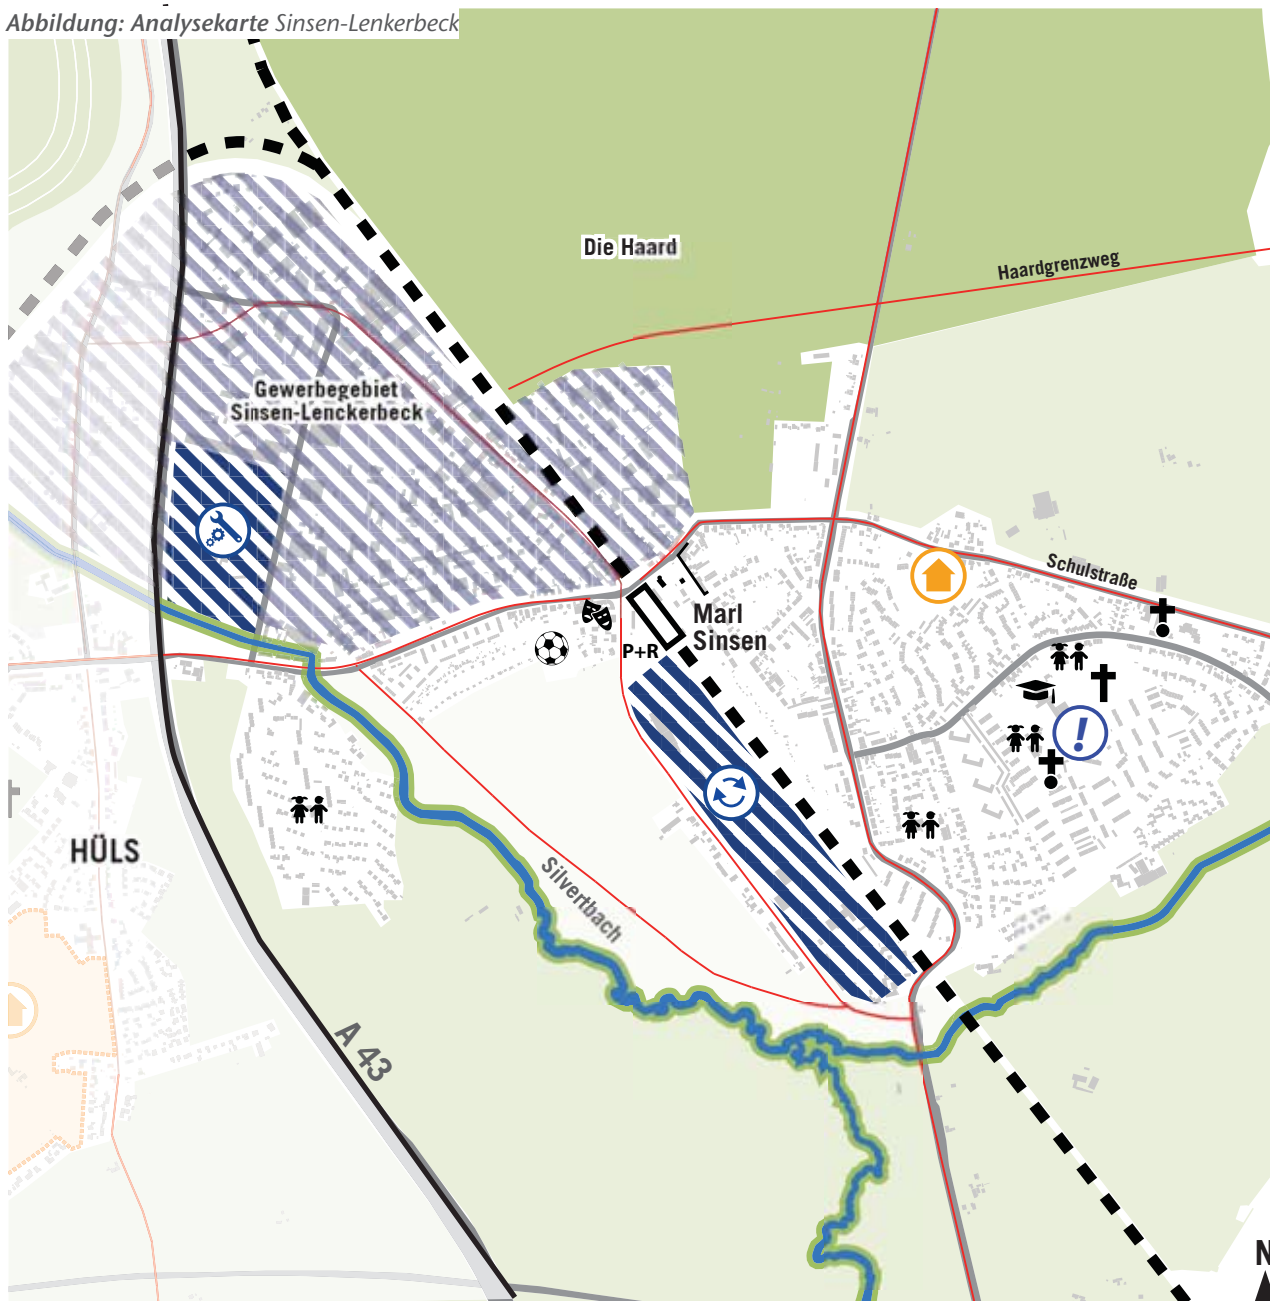 Abbildung: Analysekarte Sinsen-Lenkerbeck
Die Haard
Haardgrenzweg
Gewerbegebiet
Sinsen-Lenckerbeck
Schulstraße
Marl
Sinsen
P+R
!
HÜLS
Silvertbach
A 43
N